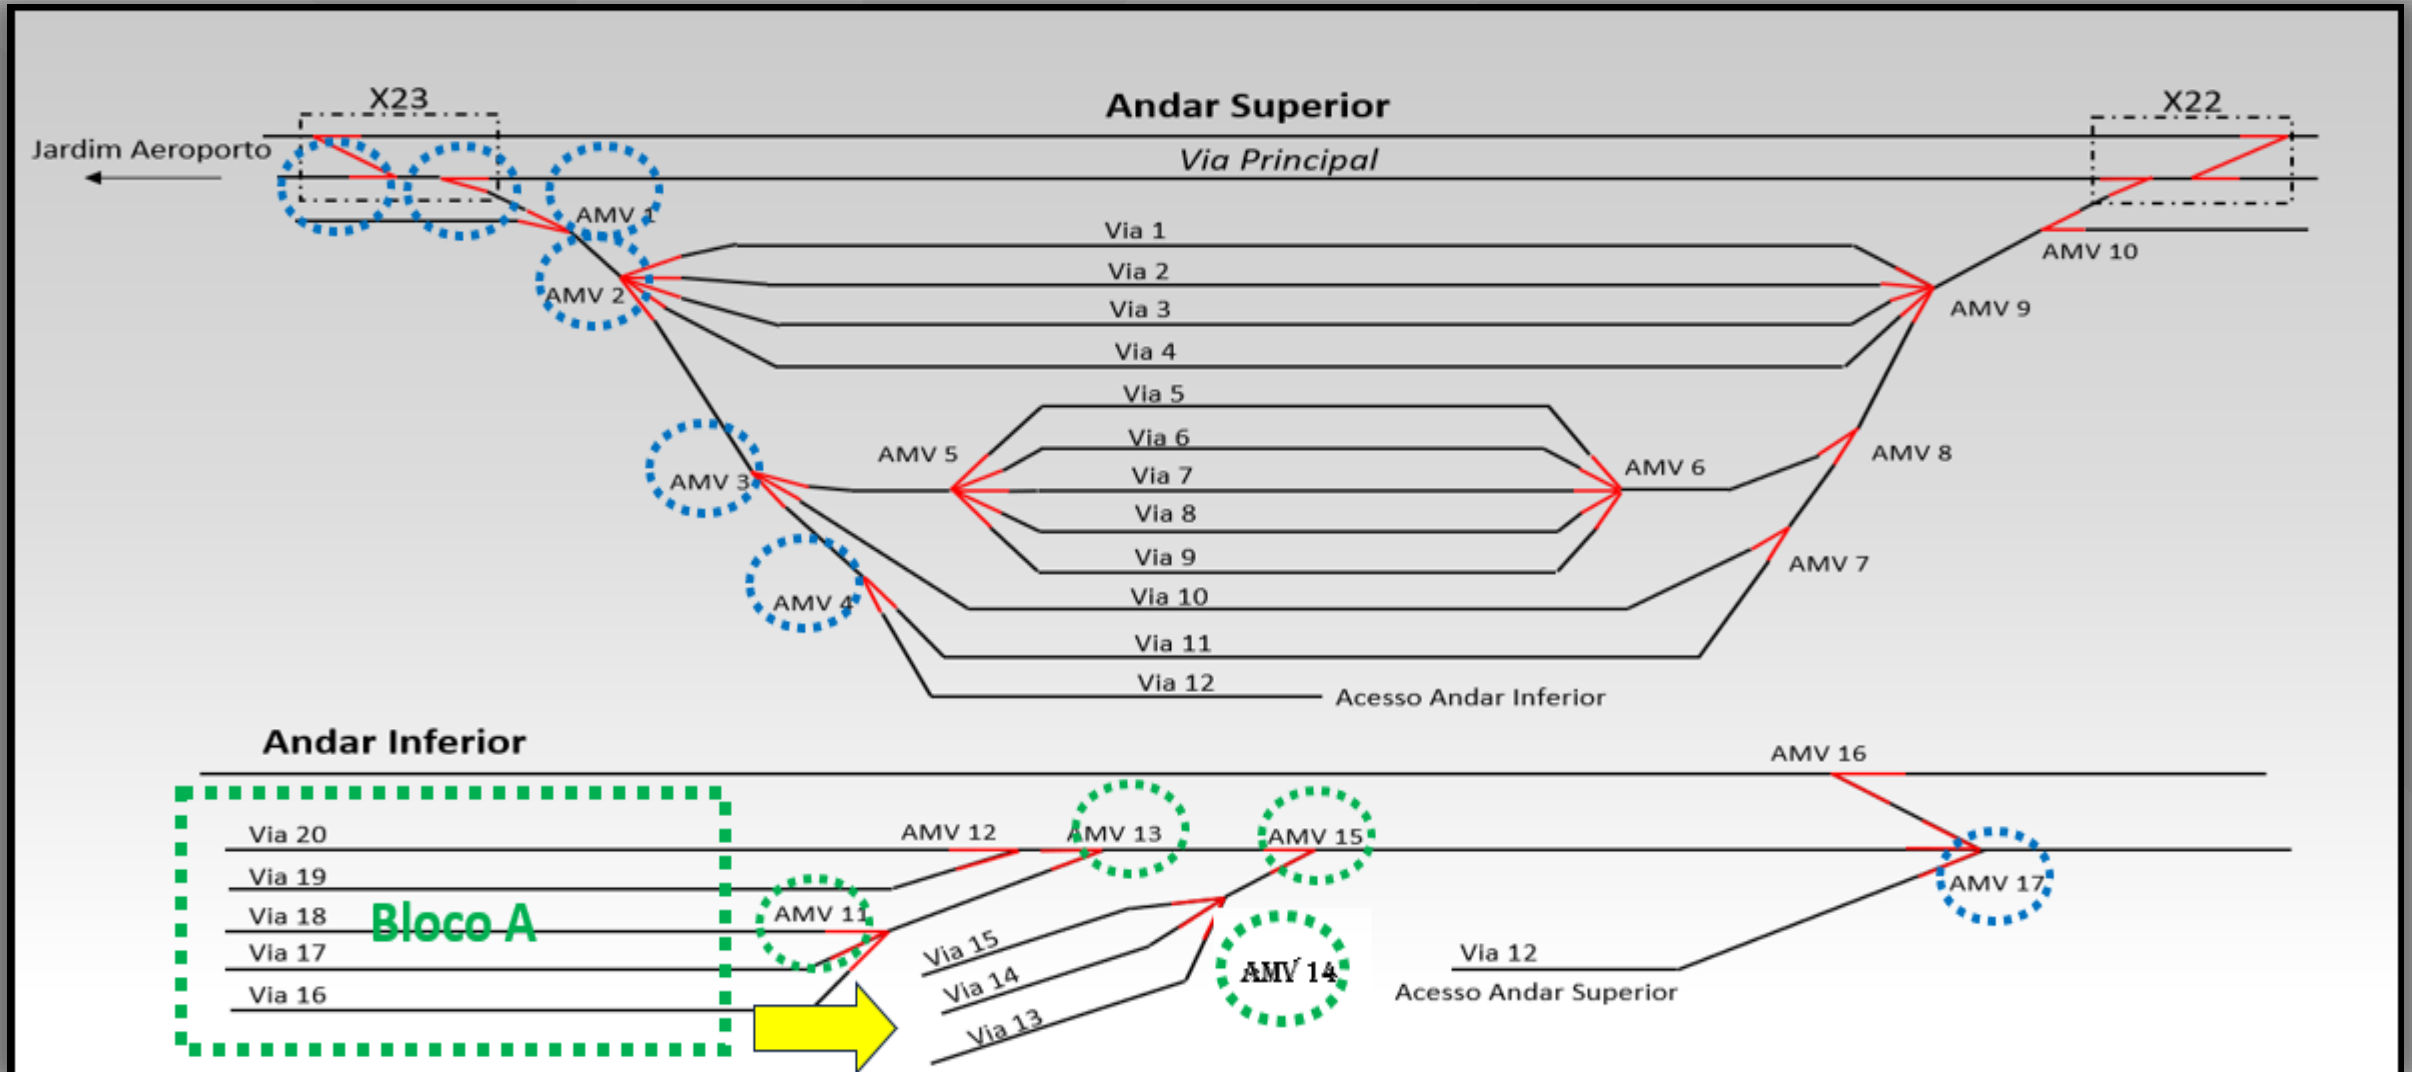 X23
Andar Superior
X22
Jardim Aeroporto
Via Principal
AMV 1
Via 1
AMV 10
Via 2
AMV 2
Via 3
AMV 9
Via 4
Via 5
Via 6
AMV 5
AMV 8
AMV 6
Via 7
AMV 3
Via 8
Via 9
AMV 7
Via 10
AMV 4
Via 11
Via 12
Acesso Andar Inferior
Andar Inferior
AMV 16
Via 20
AMV 12
AMV 13
AMV 15
Via 19
AMV 17
Via 18
Bloco A
AMV 11
Via 17
Via 15
Via 12
AMV 14
Via 14
Via 16
Acesso Andar Superior
Via 13